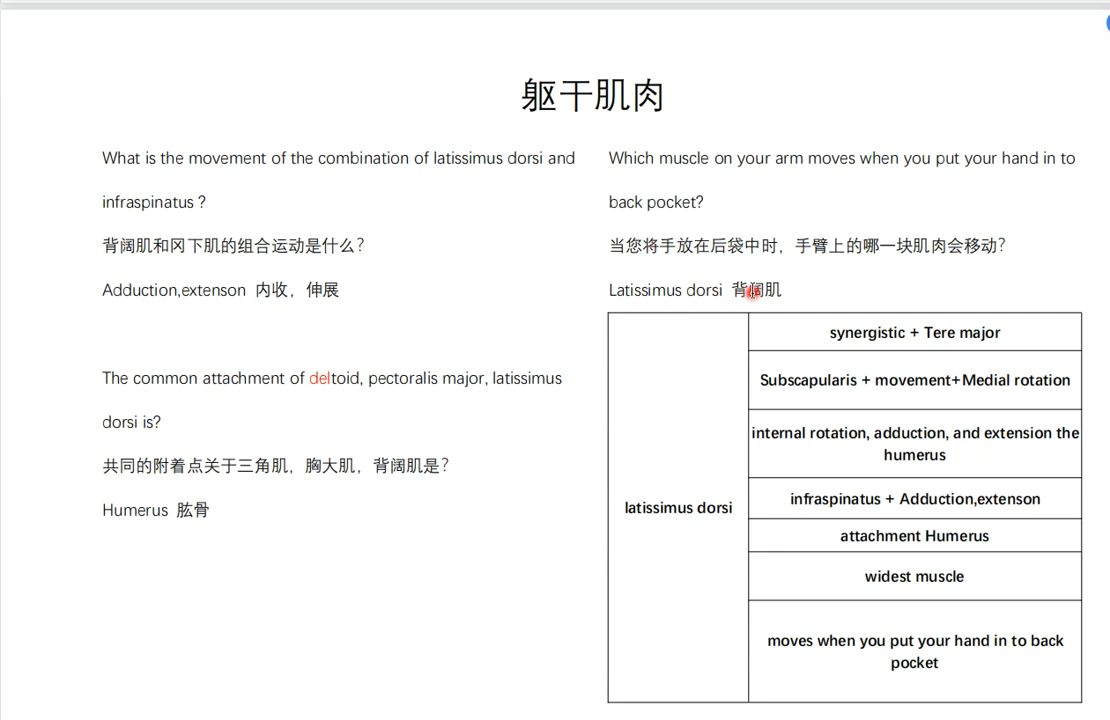 躯干肌肉
What is the movement of the combination of latissimus dorsi and
infraspinatus ?
背阔肌和冈下肌的组合运动是什么?
Adduction,extenson 内收，伸展
The common attachment of deltoid, pectoralis major, latissimus
dorsi is?
共同的附着点关于三角肌，胸大肌，背阔肌是?
Humerus 肱骨
Which muscle on your arm moves when you put your hand in to
back pocket?
当您将手放在后袋中时，手臂上的哪一块肌肉会移动?
Latissimus dorsi 背阔肌
latissimus dorsi
synergistic + Tere major
Subscapularis + movement+Medial rotation
internal rotation, adduction, and extension the
humerus
infraspinatus + Adduction,extenson
attachment Humerus
widest muscle
moves when you put your hand in to back
pocket